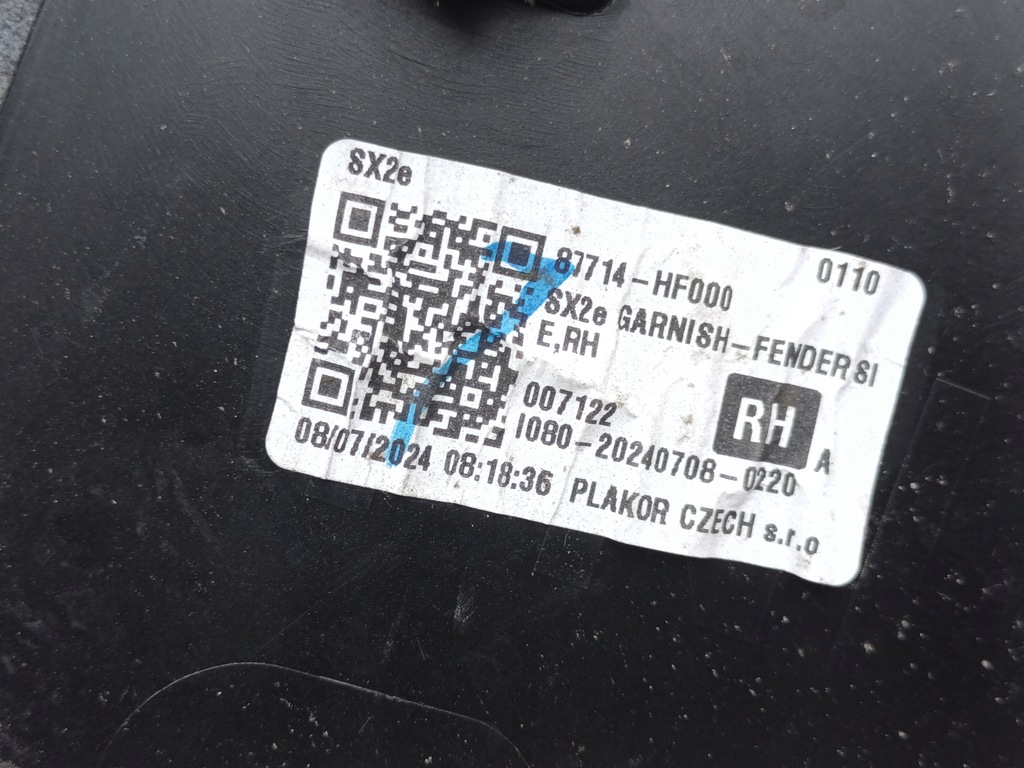 SX2e
0110
87714-HF000
SX2e GARNISH-FENDER SI
E,RH
007122
RH
A
I080-20240708-0220
08/07/2024 08:18:36 PLAKOR CZECH s.r.o